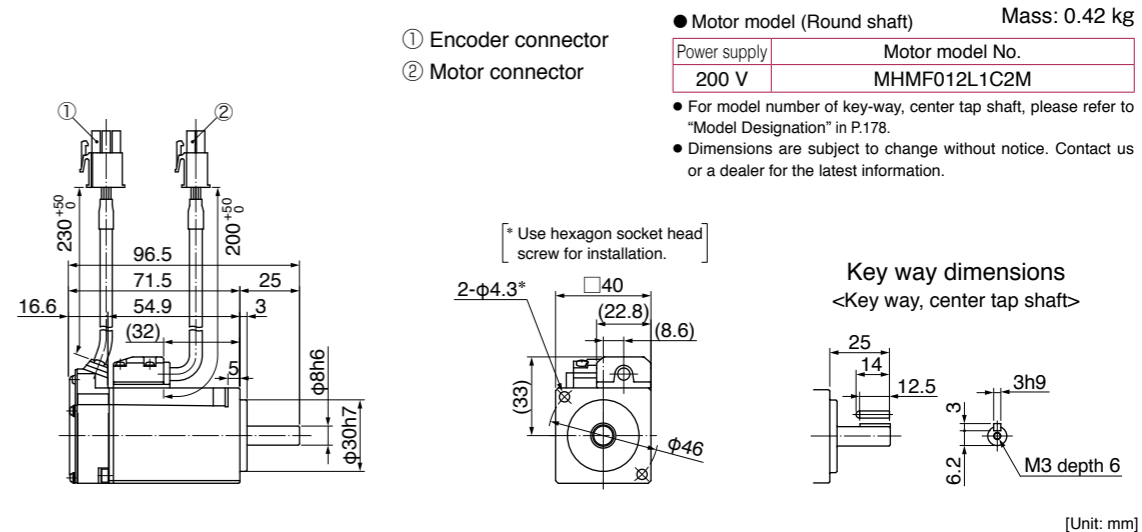 ① Encoder connector
② Motor connector
● Motor model (Round shaft)
Mass: 0.42 kg
Power supply Motor model No.
200 V MHMF012L1C2M
● For model number of key-way, center tap shaft, please refer to
“Model Designation” in P.178.
● Dimensions are subject to change without notice. Contact us
or a dealer for the latest information.
① ②
230 +50 0
200 +50 0
96.5
71.5 25
16.6 54.9 3
(32)
5
φ8h6
φ30h7
* Use hexagon socket head
screw for installation.
2-φ4.3*
□40
(22.8)
(8.6)
(33)
φ46
Key way dimensions
<Key way, center tap shaft>
25
14
12.5
3h9
3
6.2
M3 depth 6
[Unit: mm]